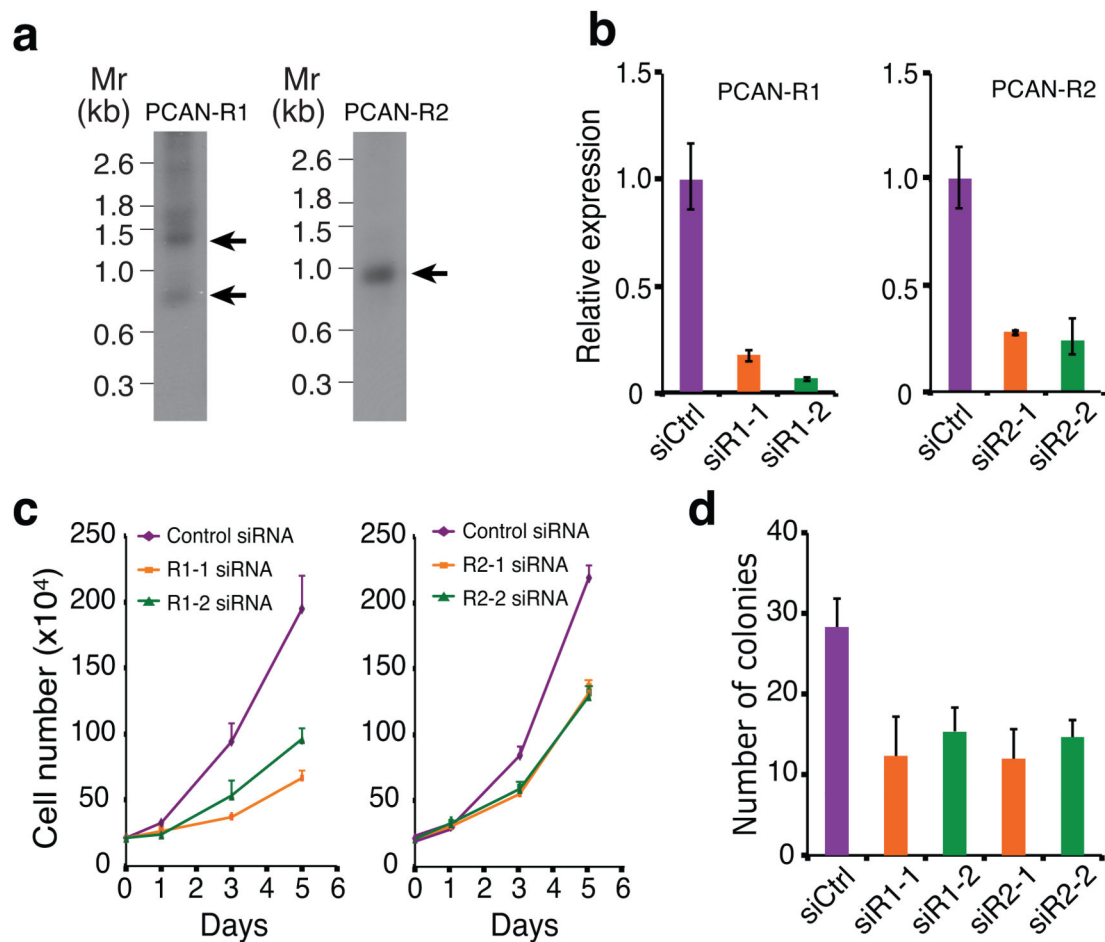 a
Mr
(kb)
PCAN-R1
2.6
1.8
1.5
1.0
0.6
0.3
Mr
(kb)
PCAN-R2
2.6
1.8
1.5
1.0
0.6
0.3
b
Relative expression
1.5
1.0
0.5
0
PCAN-R1
siCtrl
siR1-1
siR1-2
1.5
1.0
0.5
0
PCAN-R2
siCtrl
siR2-1
siR2-2
c
Cell number (x10⁴)
250
200
150
100
50
0
Control siRNA
R1-1 siRNA
R1-2 siRNA
0 1 2 3 4 5 6
Days
250
200
150
100
50
0
Control siRNA
R2-1 siRNA
R2-2 siRNA
0 1 2 3 4 5 6
Days
d
Number of colonies
40
30
20
10
0
siCtrl
siR1-1
siR1-2
siR2-1
siR2-2